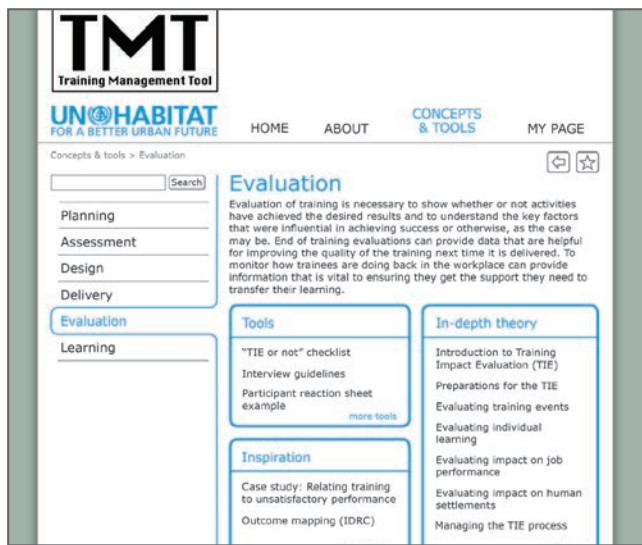 TMT
Training Management Tool
UN HABITAT
FOR A BETTER URBAN FUTURE
HOME
ABOUT
CONCEPTS
& TOOLS
MY PAGE
Concepts & tools > Evaluation
Search
Planning
Assessment
Design
Delivery
Evaluation
Learning
Evaluation
Evaluation of training is necessary to show whether or not activities
have achieved the desired results and to understand the key factors
that were influential in achieving success or otherwise, as the case
may be. End of training evaluations can provide data that are helpful
for improving the quality of the training next time it is delivered. To
monitor how trainees are doing back in the workplace can provide
information that is vital to ensuring they get the support they need to
transfer their learning.
Tools
"TIE or not" checklist
Interview guidelines
Participant reaction sheet
example
more tools
Inspiration
Case study: Relating training
to unsatisfactory performance
Outcome mapping (IDRC)
In-depth theory
Introduction to Training
Impact Evaluation (TIE)
Preparations for the TIE
Evaluating training events
Evaluating individual
learning
Evaluating impact on job
performance
Evaluating impact on human
settlements
Managing the TIE process